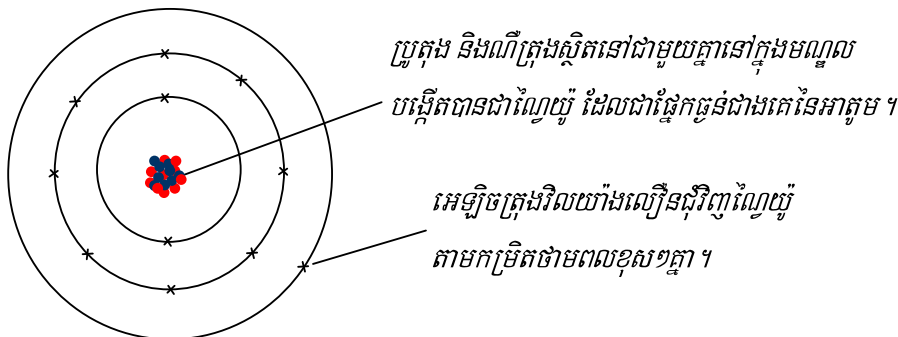 ប្រូតុង និងណឺត្រុងស្ថិតនៅជាមួយគ្នានៅក្នុងមណ្ឌល
បង្កើតបានជាណ្វៃយ៉ូ ដែលជាផ្នែកធ្ងន់ជាងគេនៃអាតូម ។
អេឡិចត្រុងវិលយ៉ាងលឿនជុំវិញណ្វៃយ៉ូ
តាមកម្រិតថាមពលខុសៗគ្នា ។